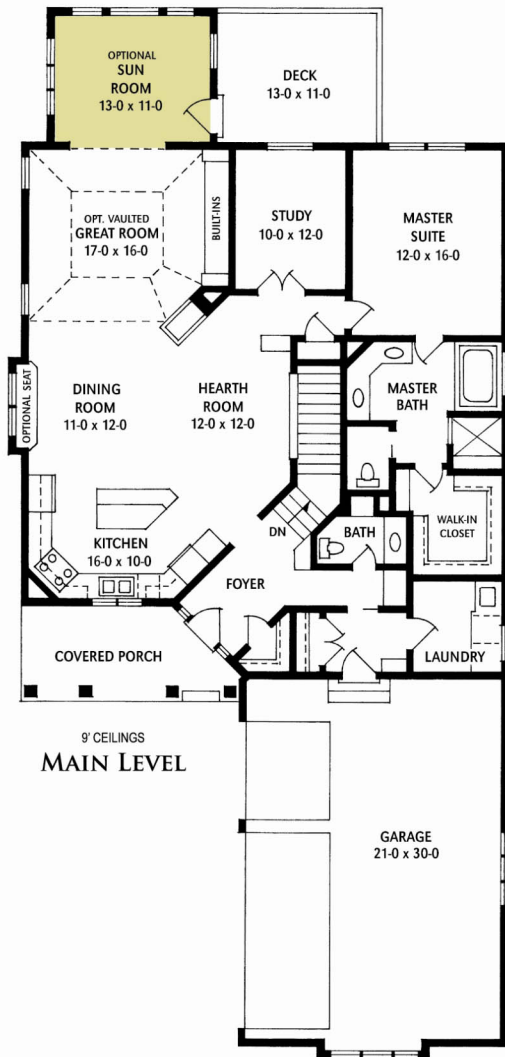 OPTIONAL
SUN
ROOM
13-0 x 11-0
DECK
13-0 x 11-0
OPT. VAULTED
GREAT ROOM
17-0 x 16-0
BUILT-INS
STUDY
10-0 x 12-0
MASTER
SUITE
12-0 x 16-0
OPTIONAL SEAT
DINING
ROOM
11-0 x 12-0
HEARTH
ROOM
12-0 x 12-0
MASTER
BATH
KITCHEN
16-0 x 10-0
DN
BATH
WALK-IN
CLOSET
FOYER
COVERED PORCH
LAUNDRY
9' CEILINGS
MAIN LEVEL
GARAGE
21-0 x 30-0